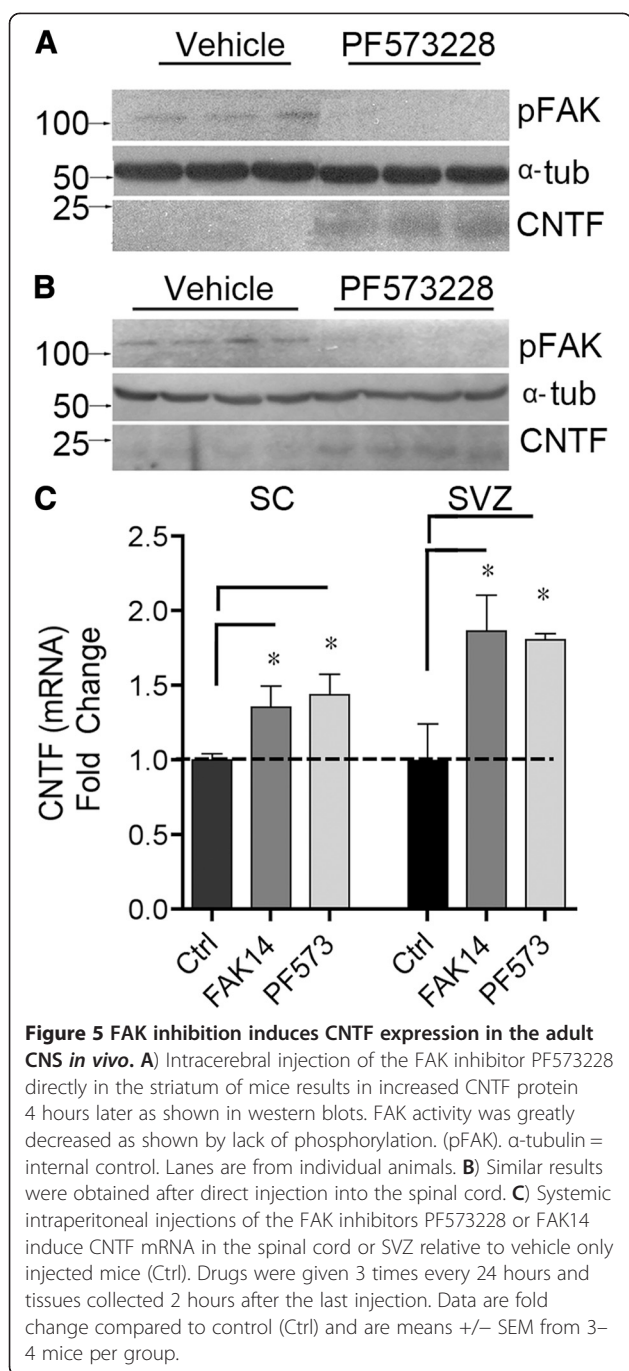 A
Vehicle PF573228
100 pFAK
50 α-tub
25 CNTF
B
Vehicle PF573228
100 pFAK
50 α-tub
25 CNTF
C
SC SVZ
CNTF (mRNA)
Fold Change
2.5
2.0
1.5
1.0
0.5
0.0
* * * *
Ctrl FAK14 PF573 Ctrl FAK14 PF573
Figure 5 FAK inhibition induces CNTF expression in the adult
CNS in vivo. A) Intracerebral injection of the FAK inhibitor PF573228
directly in the striatum of mice results in increased CNTF protein
4 hours later as shown in western blots. FAK activity was greatly
decreased as shown by lack of phosphorylation. (pFAK). α-tubulin =
internal control. Lanes are from individual animals. B) Similar results
were obtained after direct injection into the spinal cord. C) Systemic
intraperitoneal injections of the FAK inhibitors PF573228 or FAK14
induce CNTF mRNA in the spinal cord or SVZ relative to vehicle only
injected mice (Ctrl). Drugs were given 3 times every 24 hours and
tissues collected 2 hours after the last injection. Data are fold
change compared to control (Ctrl) and are means +/− SEM from 3–
4 mice per group.